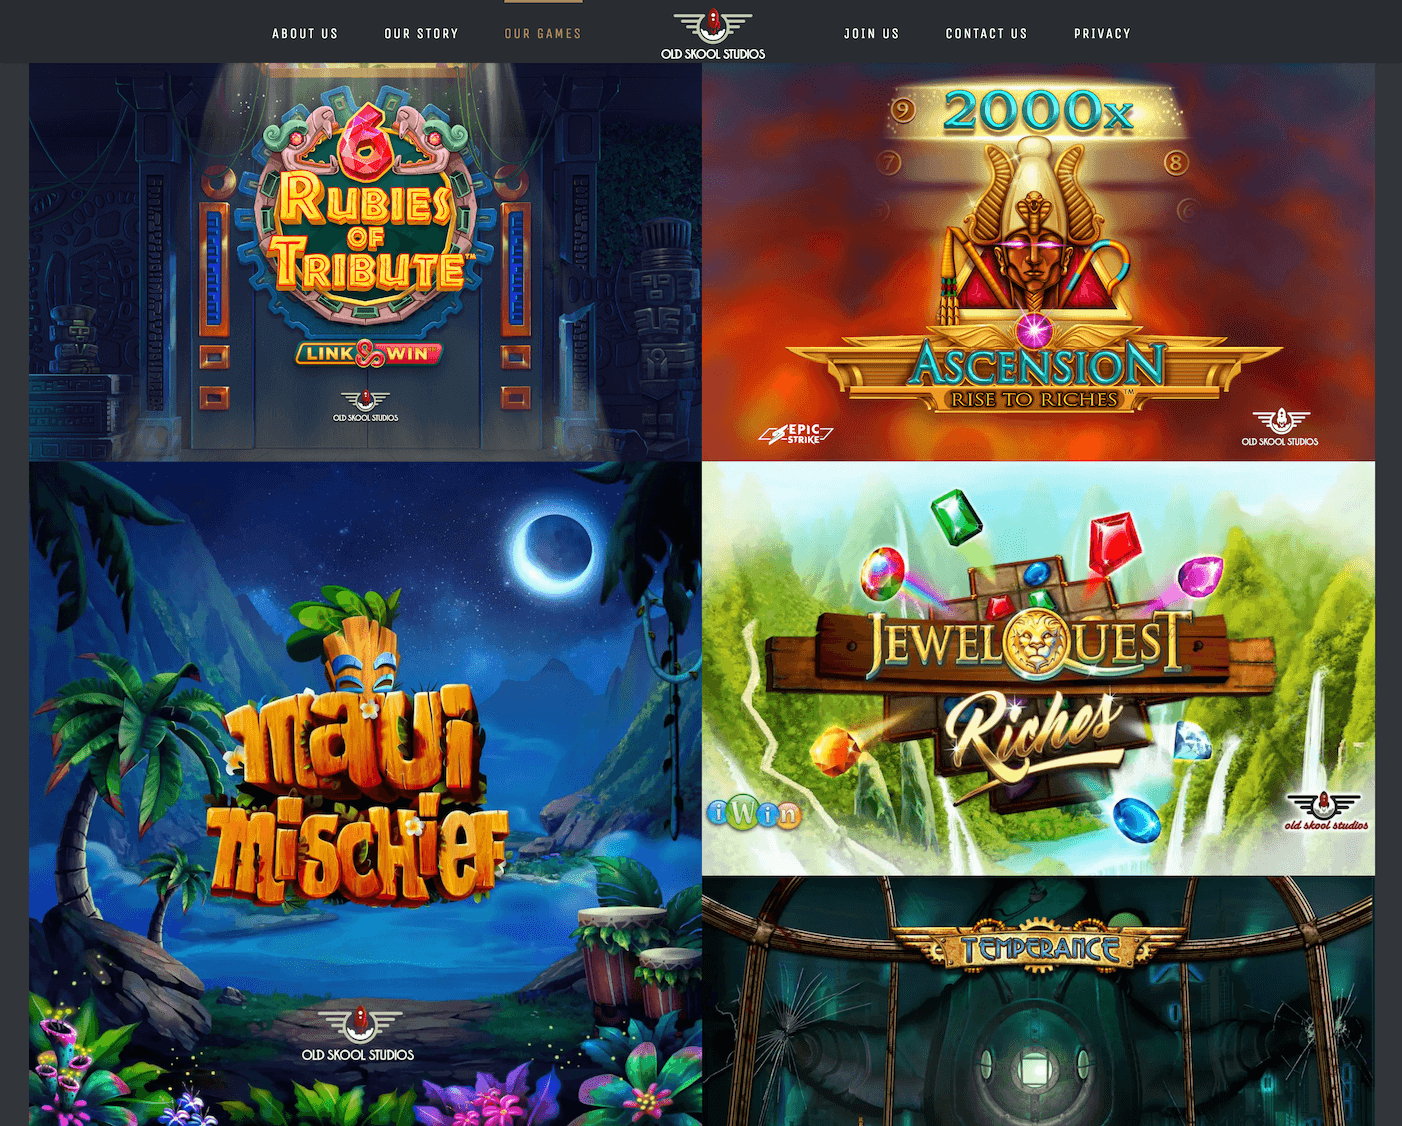 ABOUT US
OUR STORY
OUR GAMES
OLD SKOOL STUDIOS
JOIN US
CONTACT US
PRIVACY
6
RUBIES
OF
TRIBUTE™
LINK & WIN
OLD SKOOL STUDIOS
9
2000x
7
8
6
ASCENSION
RISE TO RICHES™
EPIC
STRIKE
OLD SKOOL STUDIOS
maui
mischief
OLD SKOOL STUDIOS
JEWEL QUEST
Riches
iWin
old skool studios
TEMPERANCE